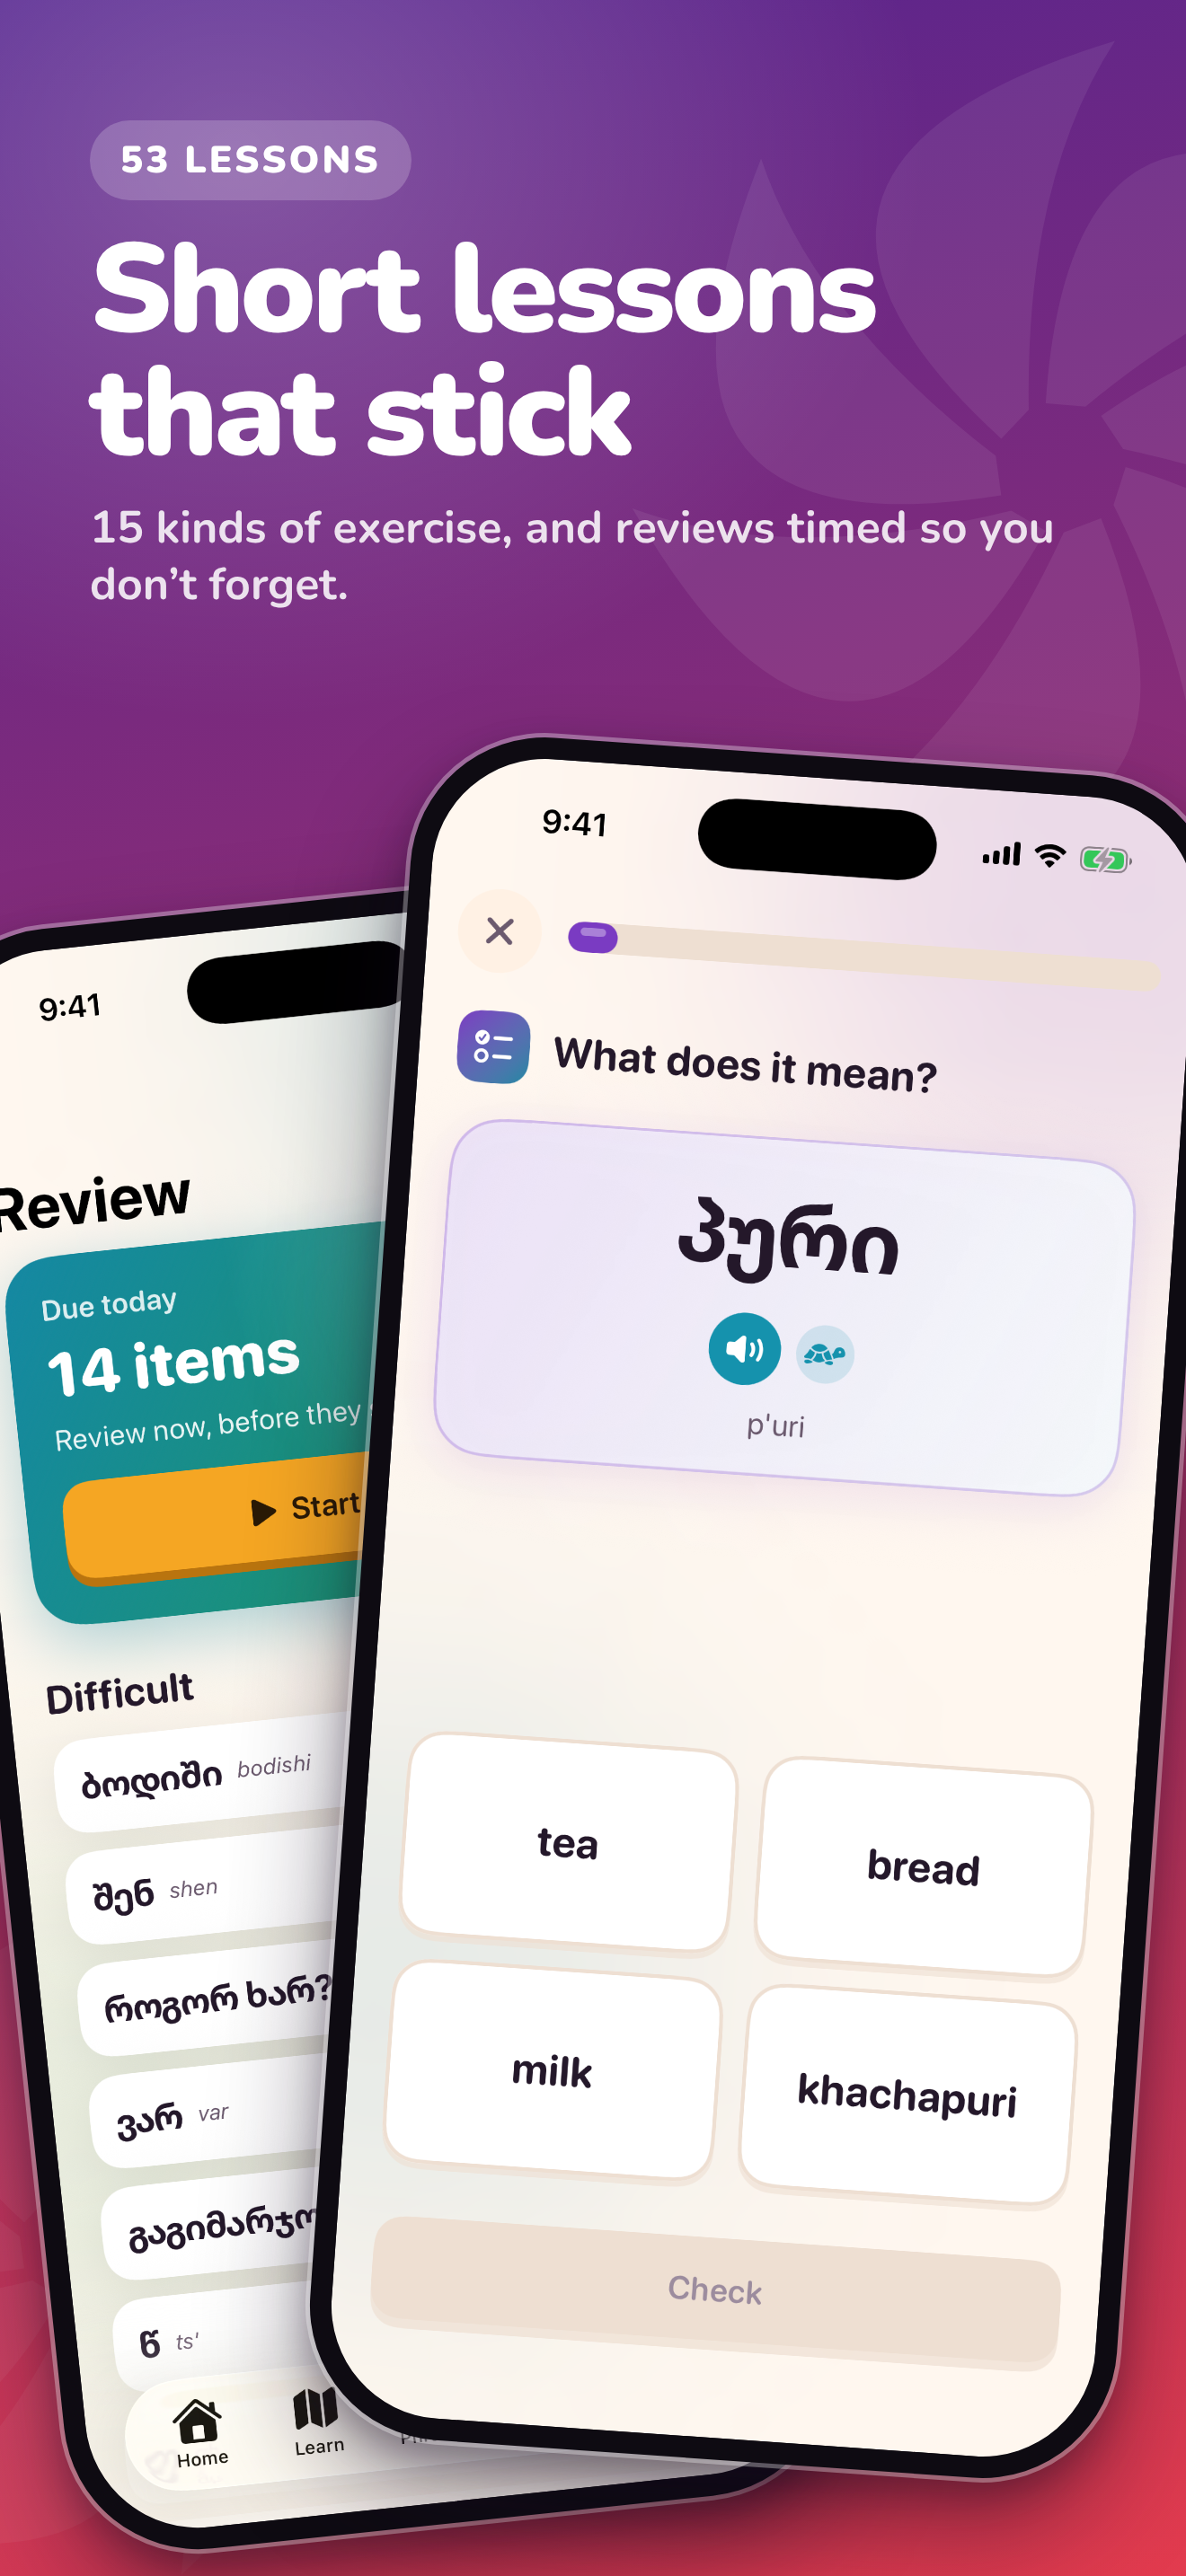 53 LESSONS
Short lessons
that stick
15 kinds of exercise, and reviews timed so you
don’t forget.
9:41
Review
Due today
14 items
Review now, before they
Start
Difficult
ბოდიში bodishi
შენ shen
როგორ ხარ?
ვარ var
წ ts'
Home
Learn
9:41
What does it mean?
პური
p'uri
tea
bread
milk
khachapuri
Check